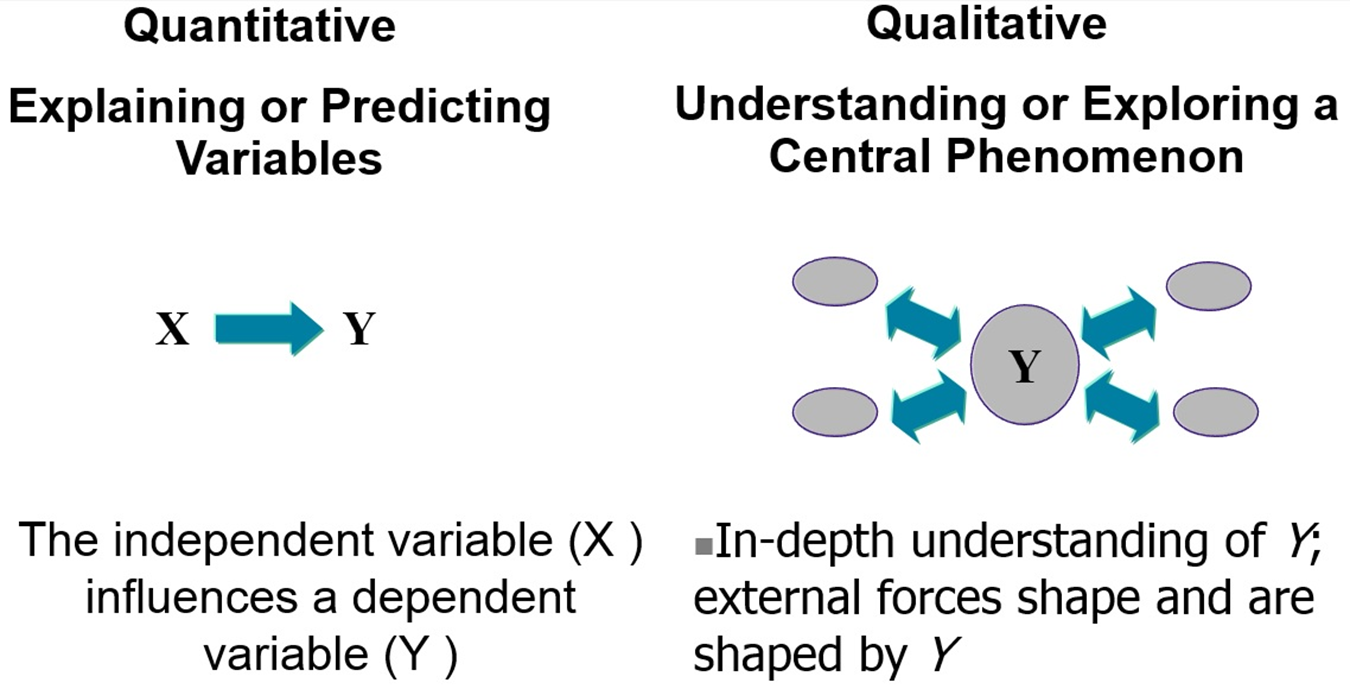 Quantitative
Explaining or Predicting
Variables
X Y
The independent variable (X )
influences a dependent
variable (Y )
Qualitative
Understanding or Exploring a
Central Phenomenon
Y
▪In-depth understanding of Y;
external forces shape and are
shaped by Y